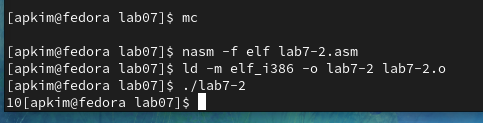 [apkim@fedora lab07]$ mc
[apkim@fedora lab07]$ nasm -f elf lab7-2.asm
[apkim@fedora lab07]$ ld -m elf_i386 -o lab7-2 lab7-2.o
[apkim@fedora lab07]$ ./lab7-2
10[apkim@fedora lab07]$